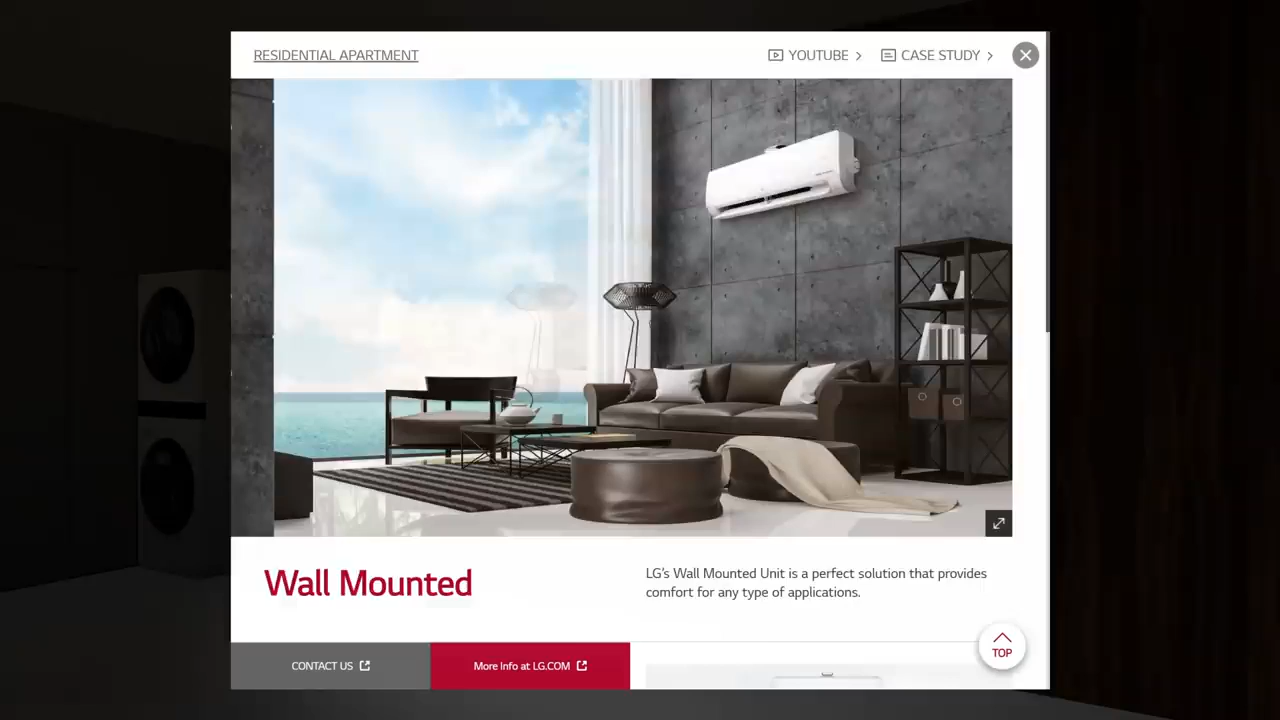 RESIDENTIAL APARTMENT
YOUTUBE
CASE STUDY
Wall Mounted
LG's Wall Mounted Unit is a perfect solution that provides
comfort for any type of applications.
CONTACT US
More Info at LG.COM
TOP